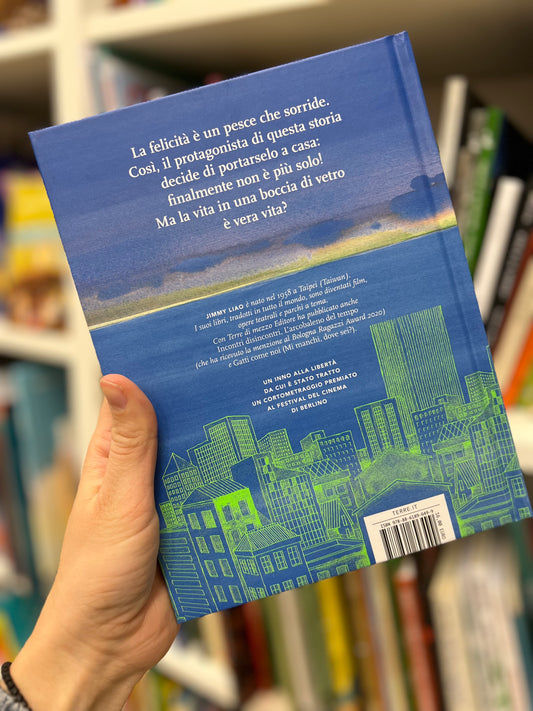 La felicità è un pesce che sorride.
Così, il protagonista di questa storia
decide di portarselo a casa:
finalmente non è più solo!
Ma la vita in una boccia di vetro
è vera vita?
JIMMY LIAO è nato nel 1958 a Taipei (Taiwan).
I suoi libri, tradotti in tutto il mondo, sono diventati film,
opere teatrali e parchi a tema.
Con Terre di mezzo Editore ha pubblicato anche
Incontri disincontri, L'arcobaleno del tempo
(che ha ricevuto la menzione al Bologna Ragazzi Award 2020)
e Gatti come noi (Mi manchi, dove sei?).
UN INNO ALLA LIBERTÀ
DA CUI È STATO TRATTO
UN CORTOMETRAGGIO PREMIATO
AL FESTIVAL DEL CINEMA
DI BERLINO
TERRE.IT